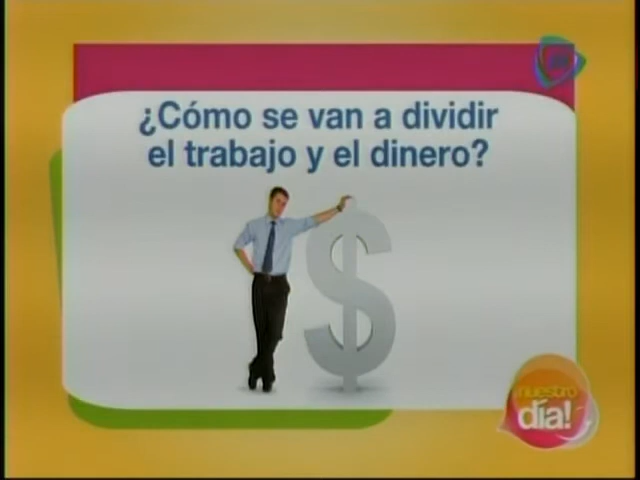 ¿Cómo se van a dividir
el trabajo y el dinero?
nuestro
día!